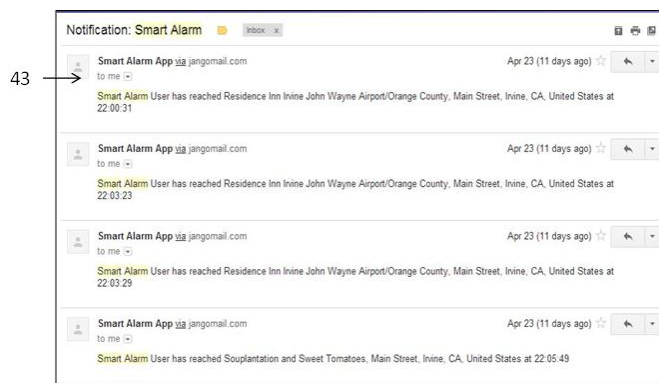 Notification: Smart Alarm Inbox x
43
Smart Alarm App via jangomail.com Apr 23 (11 days ago)
to me
Smart Alarm User has reached Residence Inn Irvine John Wayne Airport/Orange County, Main Street, Irvine, CA, United States at
22:00:31
Smart Alarm App via jangomail.com Apr 23 (11 days ago)
to me
Smart Alarm User has reached Residence Inn Irvine John Wayne Airport/Orange County, Main Street, Irvine, CA, United States at
22:03:23
Smart Alarm App via jangomail.com Apr 23 (11 days ago)
to me
Smart Alarm User has reached Residence Inn Irvine John Wayne Airport/Orange County, Main Street, Irvine, CA, United States at
22:03:29
Smart Alarm App via jangomail.com Apr 23 (11 days ago)
to me
Smart Alarm User has reached Souplantation and Sweet Tomatoes, Main Street, Irvine, CA, United States at 22:05:49